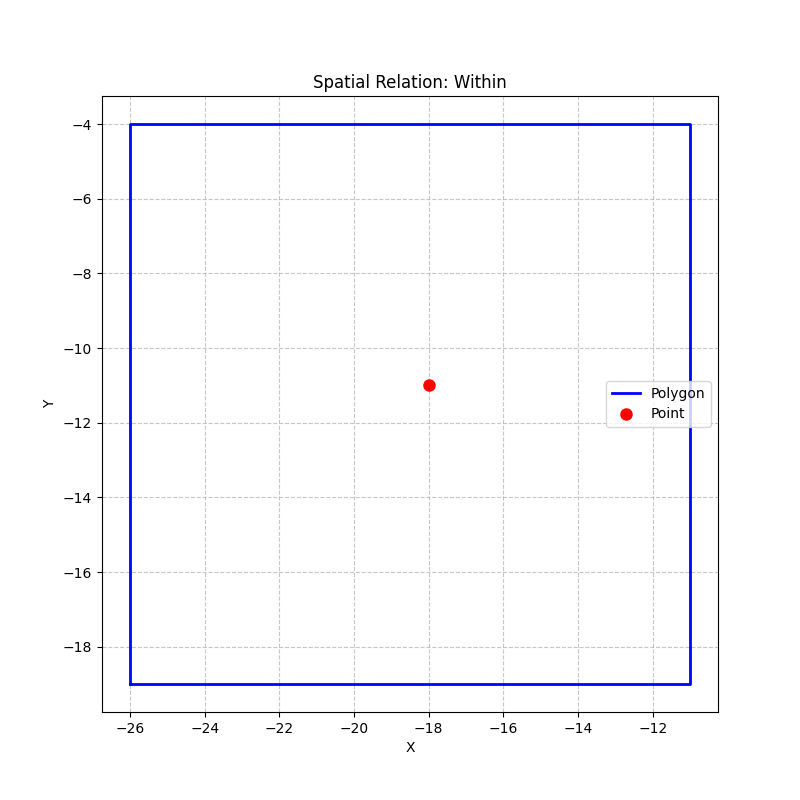 Spatial Relation: Within
Y
−4
−6
−8
−10
−12
−14
−16
−18
Polygon
Point
−26 −24 −22 −20 −18 −16 −14 −12
X